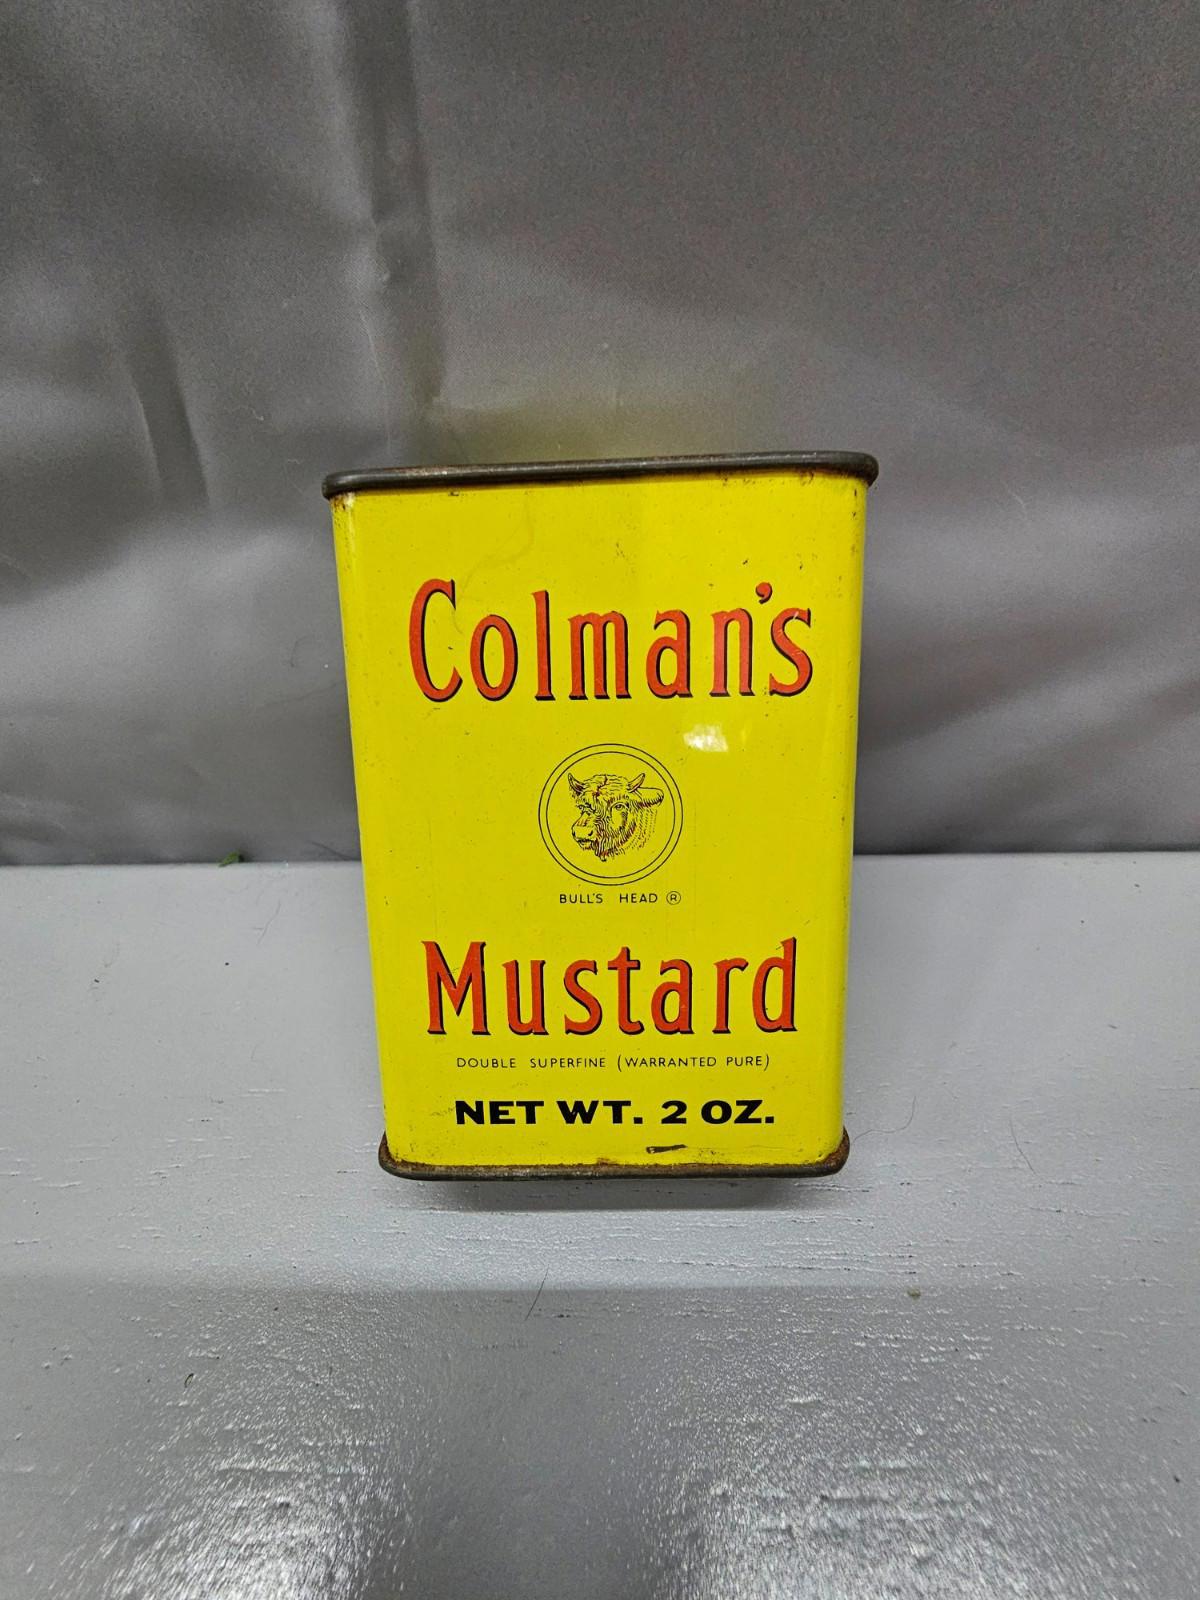 Colman's
BULL'S HEAD ®
Mustard
DOUBLE SUPERFINE (WARRANTED PURE)
NET WT. 2 OZ.